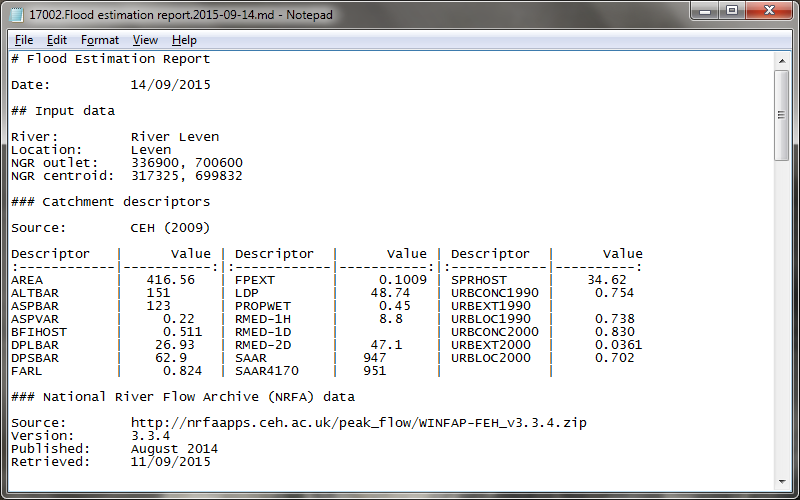 17002.Flood estimation report.2015-09-14.md - Notepad
File Edit Format View Help
# Flood Estimation Report
Date: 14/09/2015
## Input data
River: River Leven
Location: Leven
NGR outlet: 336900, 700600
NGR centroid: 317325, 699832
### Catchment descriptors
Source: CEH (2009)
Descriptor | Value | Descriptor | Value | Descriptor | Value
:------------|-----------:|:------------|-----------:|:------------|----------:
AREA | 416.56 | FPEXT | 0.1009 | SPRHOST | 34.62
ALTBAR | 151 | LDP | 48.74 | URBCONC1990 | 0.754
ASPBAR | 123 | PROPWET | 0.45 | URBEXT1990 |
ASPVAR | 0.22 | RMED-1H | 8.8 | URBLOC1990 | 0.738
BFIHOST | 0.511 | RMED-1D | | URBCONC2000 | 0.830
DPLBAR | 26.93 | RMED-2D | 47.1 | URBEXT2000 | 0.0361
DPSBAR | 62.9 | SAAR | 947 | URBLOC2000 | 0.702
FARL | 0.824 | SAAR4170 | 951 | |
### National River Flow Archive (NRFA) data
Source: http://nrfaapps.ceh.ac.uk/peak_flow/WINFAP-FEH_v3.3.4.zip
Version: 3.3.4
Published: August 2014
Retrieved: 11/09/2015